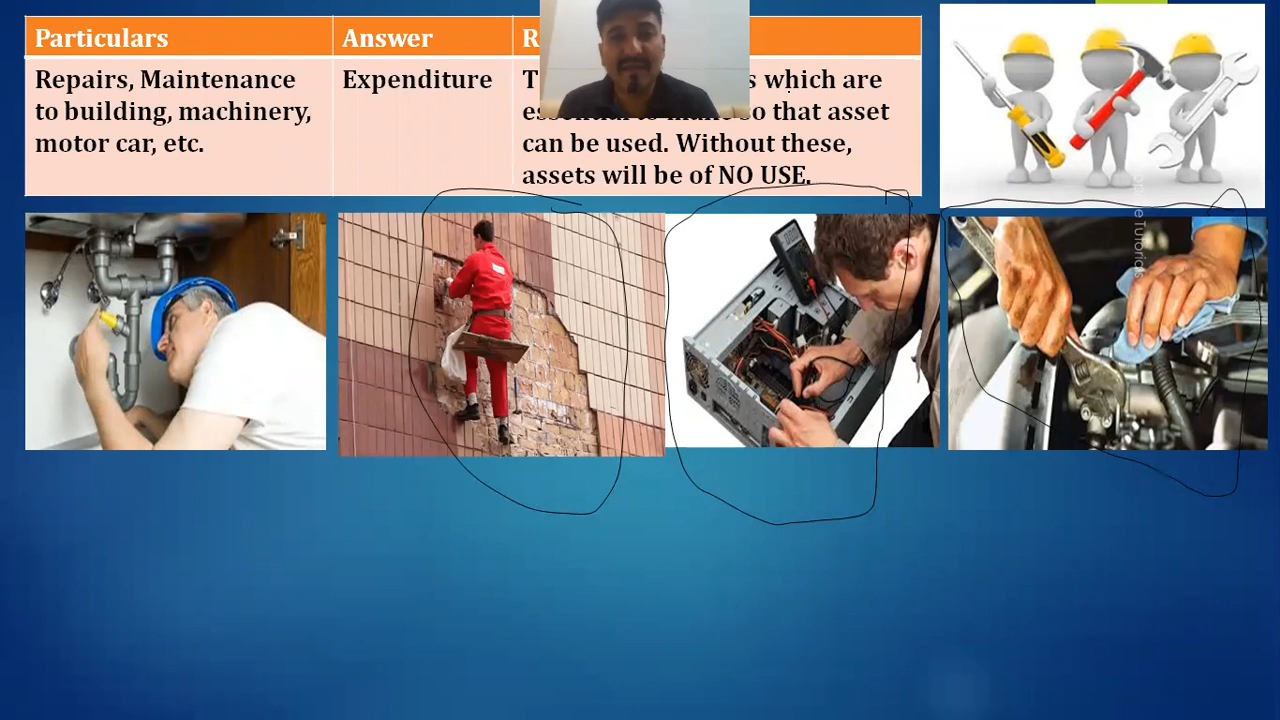 Particulars
Answer
R
Repairs, Maintenance
to building, machinery,
motor car, etc.
Expenditure
which are
so that asset
can be used. Without these,
assets will be of NO USE.